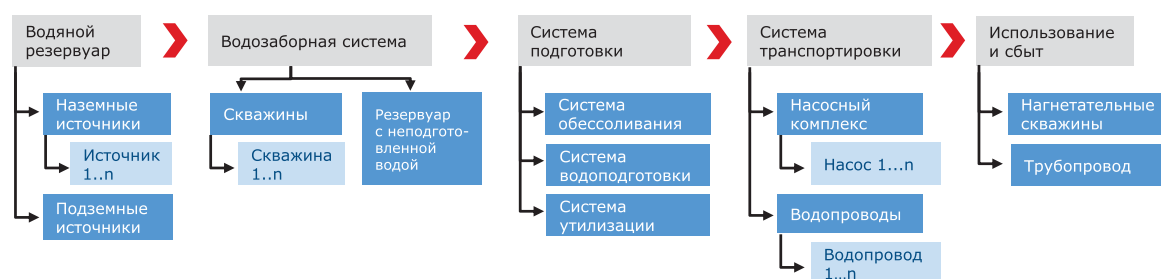 Водяной
резервуар
Наземные
источники
Источник
1..n
Подземные
источники
Водозаборная система
Скважины
Скважина
1..n
Резервуар
с неподгото-
вленной
водой
Система
подготовки
Система
обессоливания
Система
водоподготовки
Система
утилизации
Система
транспортировки
Насосный
комплекс
Насос 1...n
Водопроводы
Водопровод
1...n
Использование
и сбыт
Нагнетательные
скважины
Трубопровод